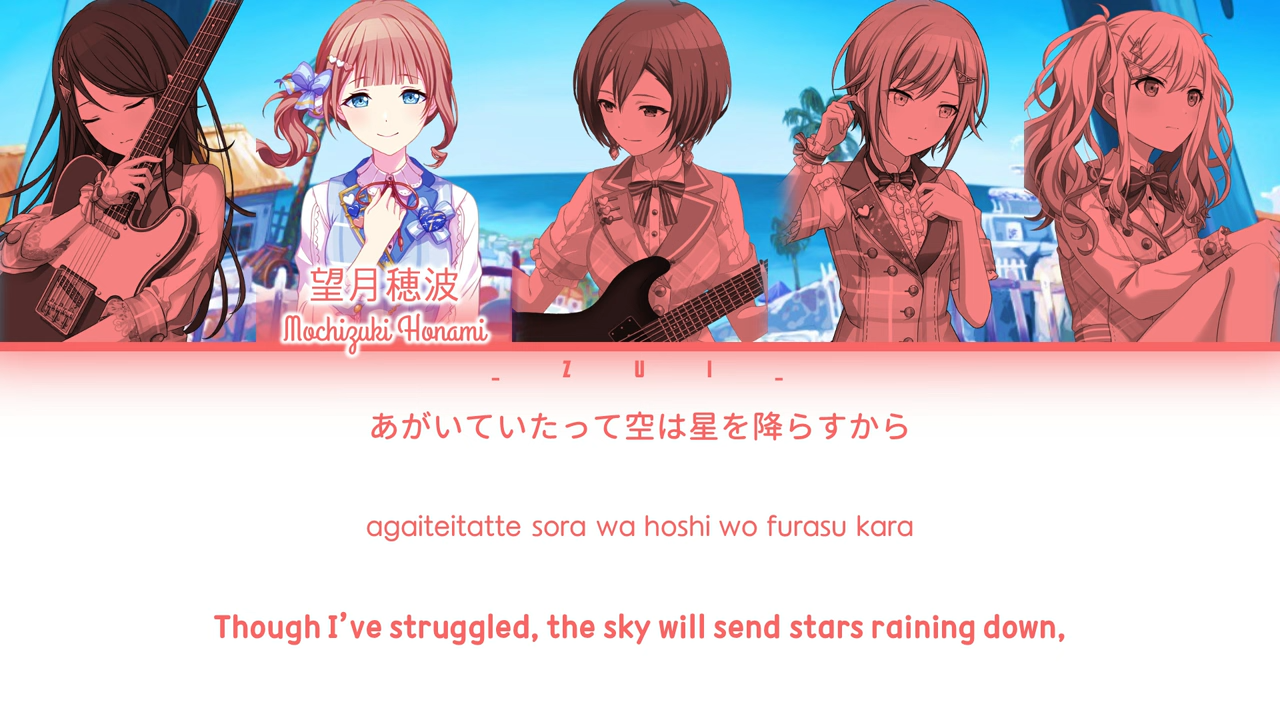 望月穂波
Mochizuki Honami
_ Z U I _
あがいていたって空は星を降らすから
agaiteitatte sora wa hoshi wo furasu kara
Though I've struggled, the sky will send stars raining down,